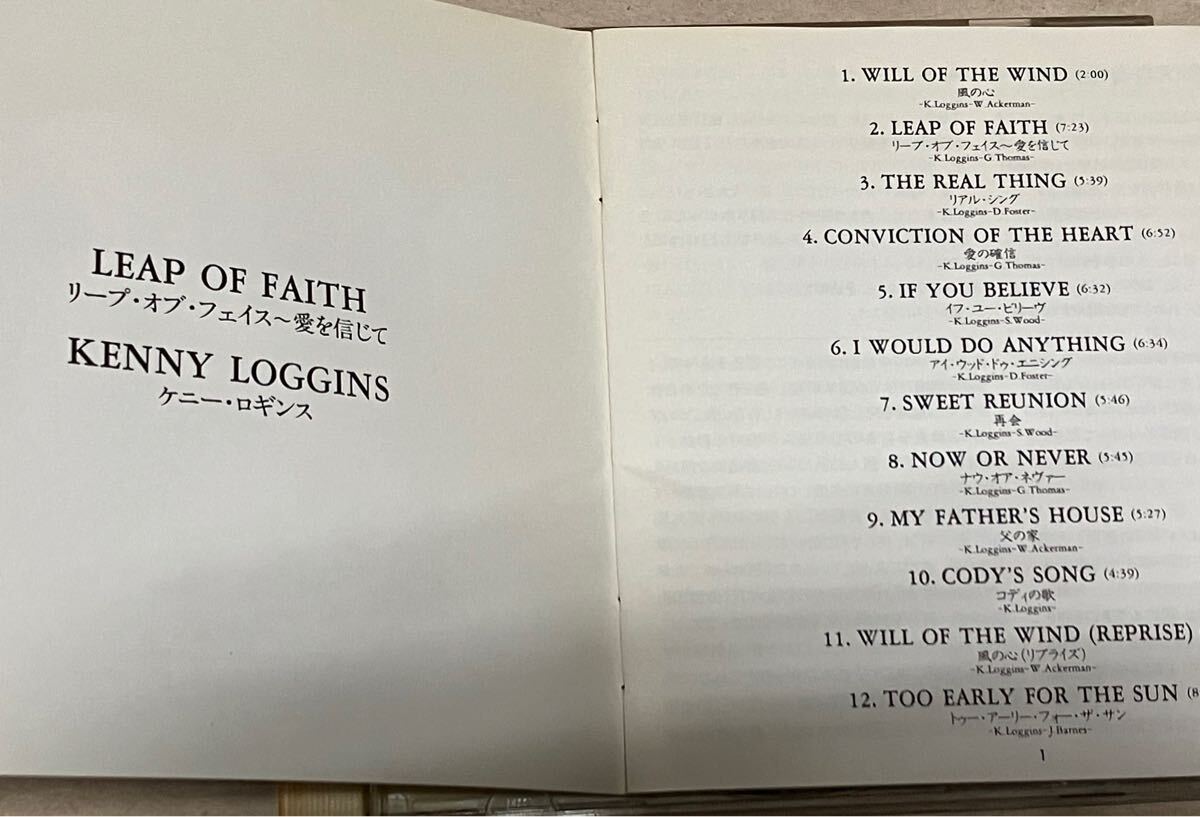 LEAP OF FAITH
リープ・オブ・フェイス〜愛を信じて
KENNY LOGGINS
ケニー・ロギンス
1. WILL OF THE WIND (2:00)
風の心
-K.Loggins-W.Ackerman-
2. LEAP OF FAITH (7:23)
リープ・オブ・フェイス〜愛を信じて
-K.Loggins-G.Thomas-
3. THE REAL THING (5:39)
リアル・シング
-K.Loggins-D.Foster-
4. CONVICTION OF THE HEART (6:52)
愛の確信
-K.Loggins-G.Thomas-
5. IF YOU BELIEVE (6:32)
イフ・ユー・ビリーヴ
-K.Loggins-S.Wood-
6. I WOULD DO ANYTHING (6:34)
アイ・ウッド・ドゥ・エニシング
-K.Loggins-D.Foster-
7. SWEET REUNION (5:46)
再会
-K.Loggins-S.Wood-
8. NOW OR NEVER (5:45)
ナウ・オア・ネヴァー
-K.Loggins-G.Thomas-
9. MY FATHER'S HOUSE (5:27)
父の家
-K.Loggins-W.Ackerman-
10. CODY'S SONG (4:39)
コディの歌
-K.Loggins-
11. WILL OF THE WIND (REPRISE)
風の心(リプライズ)
-K.Loggins-W.Ackerman-
12. TOO EARLY FOR THE SUN (8
トゥー・アーリー・フォー・ザ・サン
-K.Loggins-J.Barnes-
1